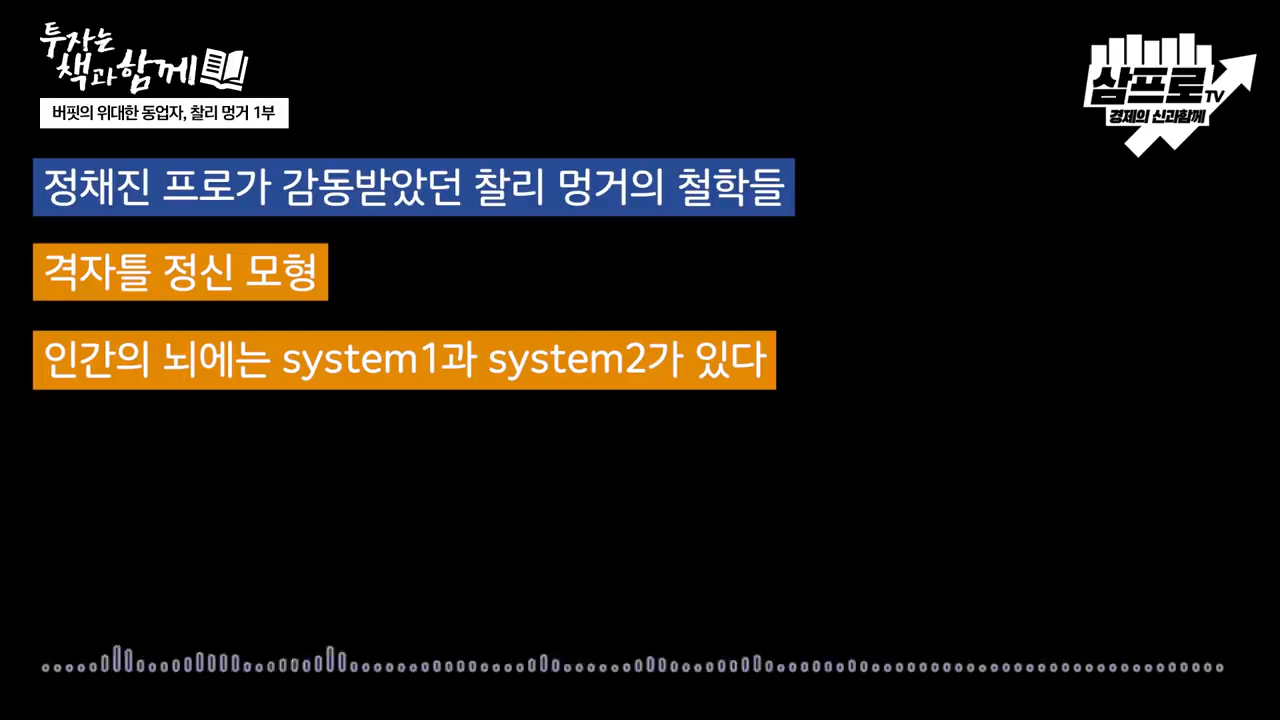 투자는
책과함께
버핏의 위대한 동업자, 찰리 멍거 1부
삼프로TV
경제의 신과함께
정채진 프로가 감동받았던 찰리 멍거의 철학들
격자틀 정신 모형
인간의 뇌에는 system1과 system2가 있다